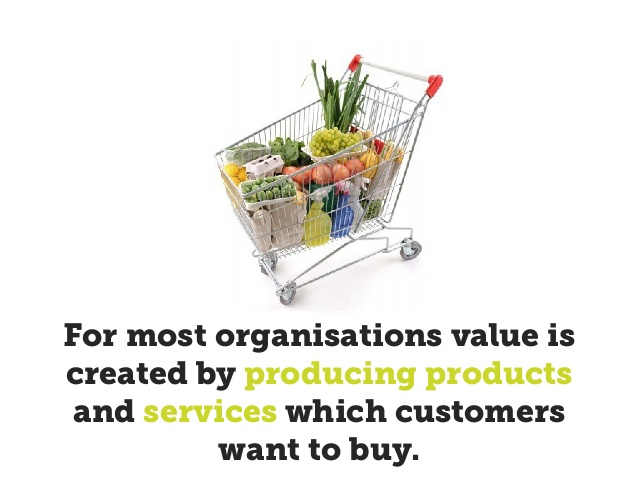 For most organisations value is
created by producing products
and services which customers
want to buy.